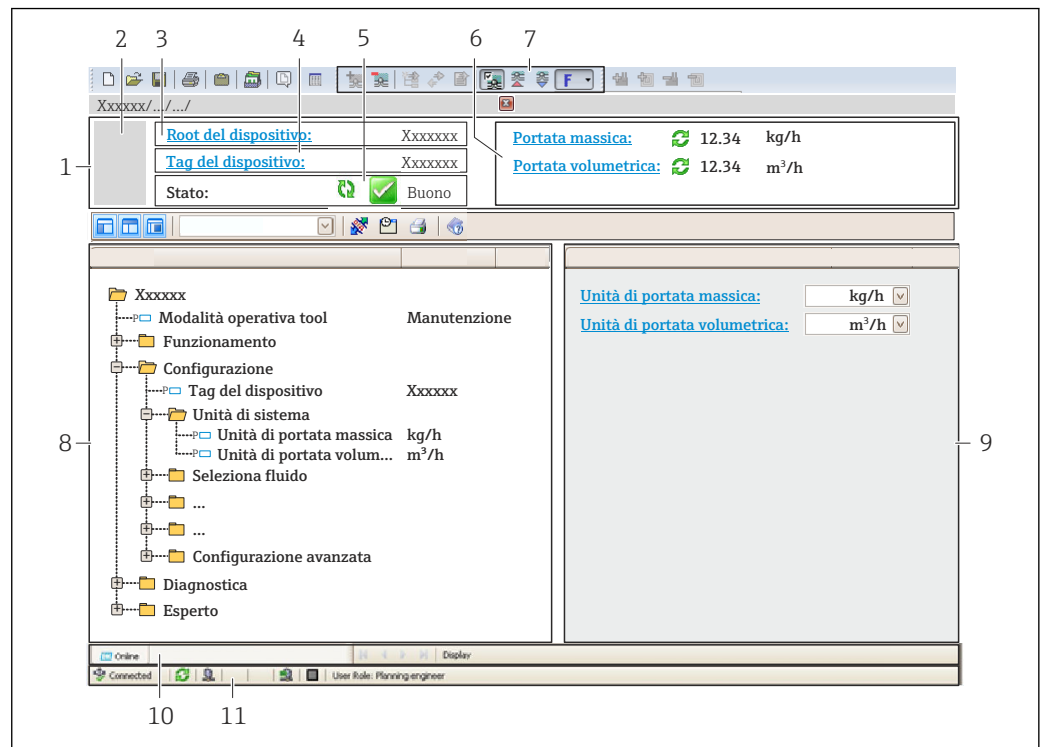 2 3 4 5 6 7
F
Xxxxxx/.../.../
1
Root del dispositivo: Xxxxxxx
Tag del dispositivo: Xxxxxxx
Stato: Buono
Portata massica: 12.34 kg/h
Portata volumetrica: 12.34 m³/h
Xxxxxx
P Modalità operativa tool Manutenzione
Funzionamento
Configurazione
P Tag del dispositivo Xxxxxx
Unità di sistema
8
P Unità di portata massica kg/h
P Unità di portata volum... m³/h
Seleziona fluido
...
...
Configurazione avanzata
Diagnostica
Esperto
Unità di portata massica: kg/h
Unità di portata volumetrica: m³/h
9
Online Display
Connected User Role: Planning engineer
10 11